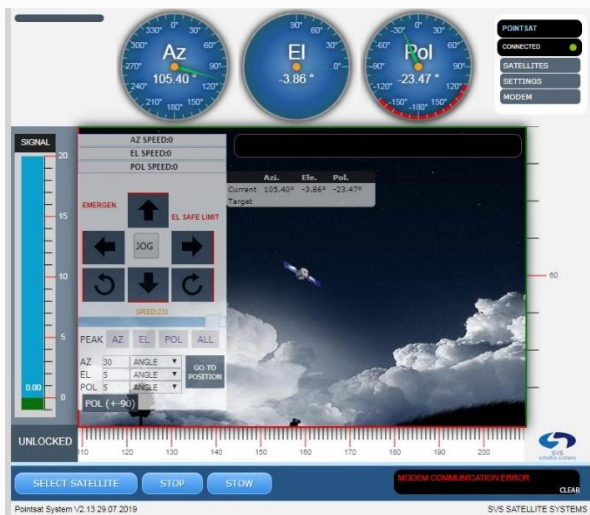 330° 0° 30°
300° 60°
Az
270° 90°
105.40 °
240° 120°
210° 180° 150°
90° 60°
30°
El
0°
-3.86 °
-30° 0° 30°
-60° 60°
Pol
-23.47 °
-120° 120°
-150° -180° 150°
POINTSAT
CONNECTED
SATELLITES
SETTINGS
MODEM
SIGNAL
20
15
10
5
0
0.00
UNLOCKED
AZ SPEED:0
EL SPEED:0
POL SPEED:0
EMERGEN.
EL SAFE LIMIT
JOG
SPEED:231
PEAK AZ EL POL ALL
AZ 30 ANGLE
EL 5 ANGLE
POL 5 ANGLE
GO TO POSITION
POL (+-90)
Azi. Ele. Pol.
Current 105.40° -3.86° -23.47°
Target
60
110 120 130 140 150 160 170 180 190 200
SVS
satellite systems
SELECT SATELLITE STOP STOW
MODEM COMMUNICATION ERROR
CLEAR
Pointsat System V2.13 29.07.2019
SVS SATELLITE SYSTEMS